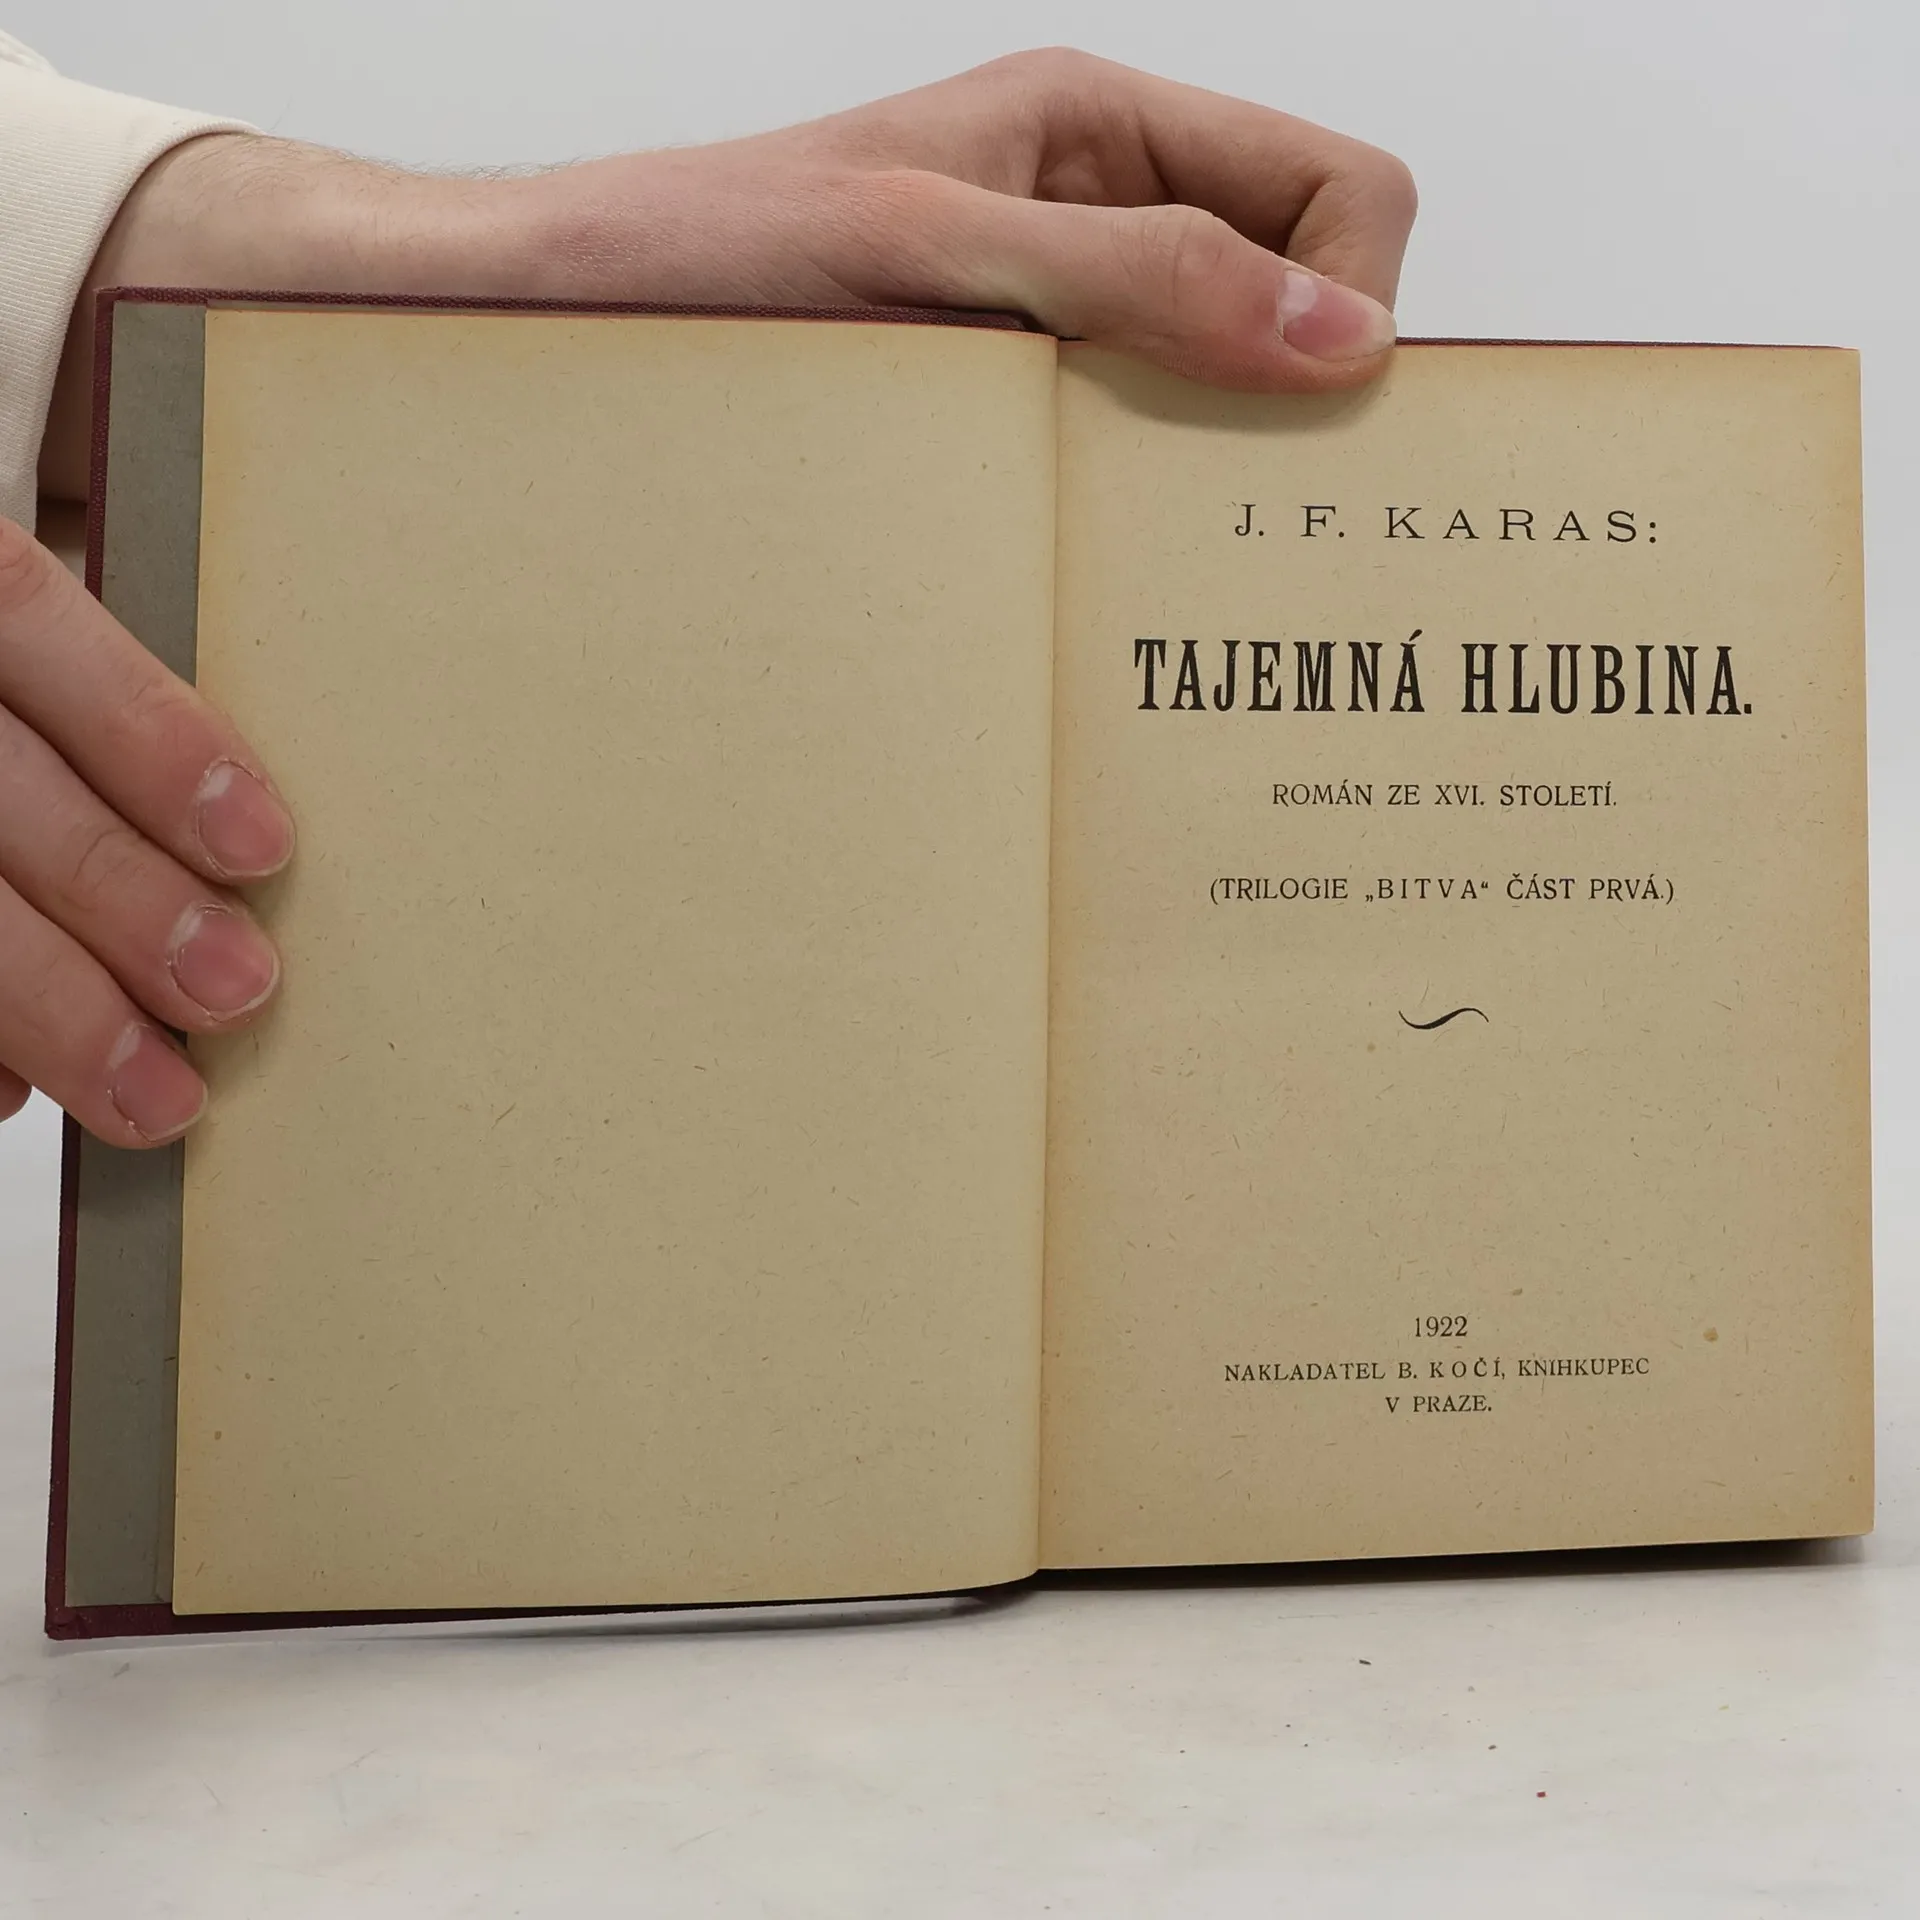 J. F. KARAS:
TAJEMNÁ HLUBINA.
ROMÁN ZE XVI. STOLETÍ.
(TRILOGIE „BITVA“ ČÁST PRVÁ.)
1922
NAKLADATEL B. KOČÍ, KNIHKUPEC
V PRAZE.